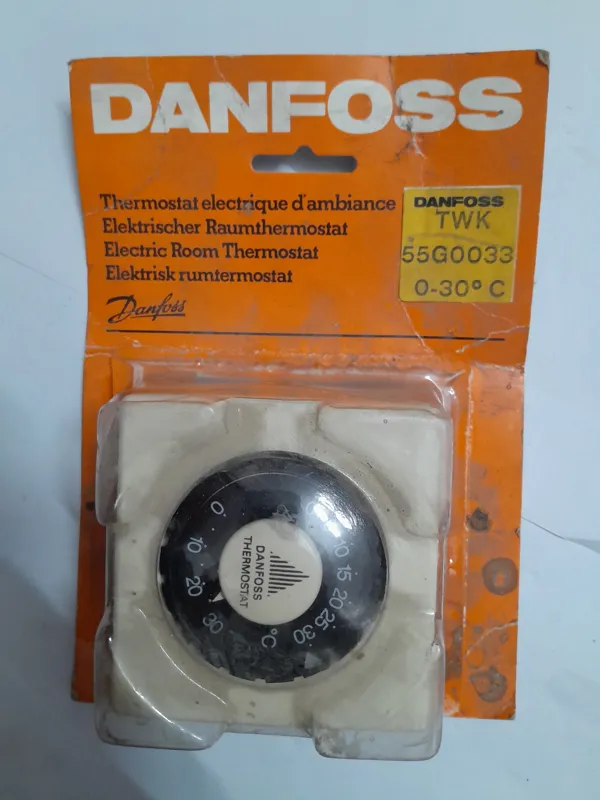 DANFOSS
Thermostat electrique d'ambiance
Elektrischer Raumthermostat
Electric Room Thermostat
Elektrisk rumtermostat
Danfoss
DANFOSS
TWK
55G0033
0-30° C
0
10
20
30
10
15
20
25
30
°C
DANFOSS
THERMOSTAT